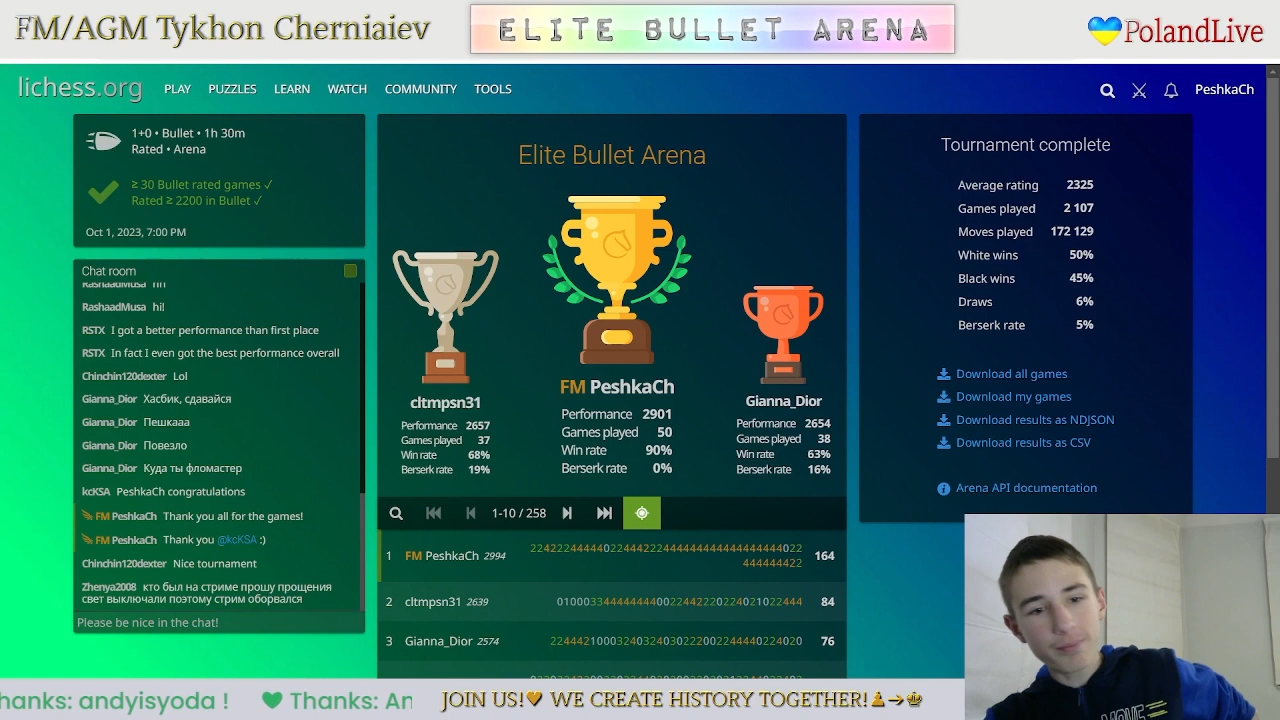 FM/AGM Tykhon Cherniaiev
ELITE BULLET ARENA
PolandLive
lichess.org
PLAY
PUZZLES
LEARN
WATCH
COMMUNITY
TOOLS
PeshkaCh
1+0 • Bullet • 1h 30m
Rated • Arena
≥ 30 Bullet rated games ✓
Rated ≥ 2200 in Bullet ✓
Oct 1, 2023, 7:00 PM
Chat room
RashaadMusa hh
RashaadMusa hi!
RSTX I got a better performance than first place
RSTX In fact I even got the best performance overall
Chinchin120dexter Lol
Gianna_Dior Хасбик, сдавайся
Gianna_Dior Пешкааа
Gianna_Dior Повезло
Gianna_Dior Куда ты фломастер
kcKSA PeshkaCh congratulations
FM PeshkaCh Thank you all for the games!
FM PeshkaCh Thank you @kcKSA :)
Chinchin120dexter Nice tournament
Zhenya2008 кто был на стриме прошу прощения
свет выключали поэтому стрим оборвался
Please be nice in the chat!
Elite Bullet Arena
cltmpsn31
Performance 2657
Games played 37
Win rate 68%
Berserk rate 19%
FM PeshkaCh
Performance 2901
Games played 50
Win rate 90%
Berserk rate 0%
Gianna_Dior
Performance 2654
Games played 38
Win rate 63%
Berserk rate 16%
1-10 / 258
1 FM PeshkaCh 2994 164
2 cltmpsn31 2639 84
3 Gianna_Dior 2574 76
Tournament complete
Average rating 2325
Games played 2 107
Moves played 172 129
White wins 50%
Black wins 45%
Draws 6%
Berserk rate 5%
Download all games
Download my games
Download results as NDJSON
Download results as CSV
Arena API documentation
hanks: andyisyoda !
Thanks: An
JOIN US! WE CREATE HISTORY TOGETHER!